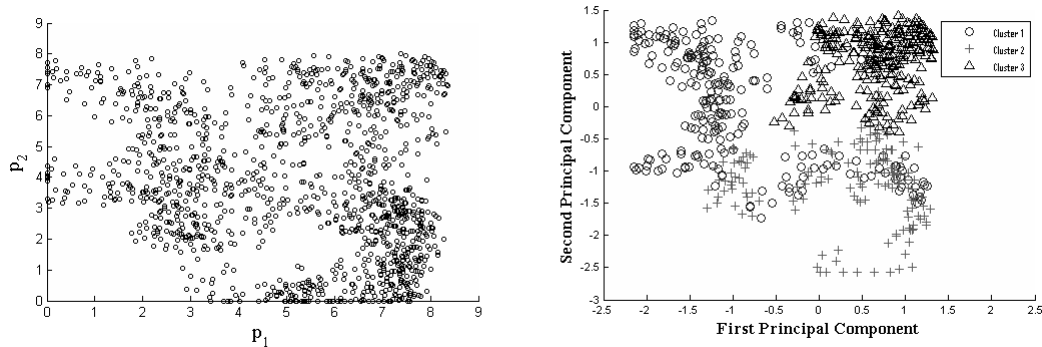 9
8
7
6
5
4
3
2
1
0
p2
0 1 2 3 4 5 6 7 8 9
p1
1.5
1
0.5
0
-0.5
-1
-1.5
-2
-2.5
-3
Second Principal Component
-2.5 -2 -1.5 -1 -0.5 0 0.5 1 1.5 2 2.5
First Principal Component
Cluster 1
Cluster 2
Cluster 3